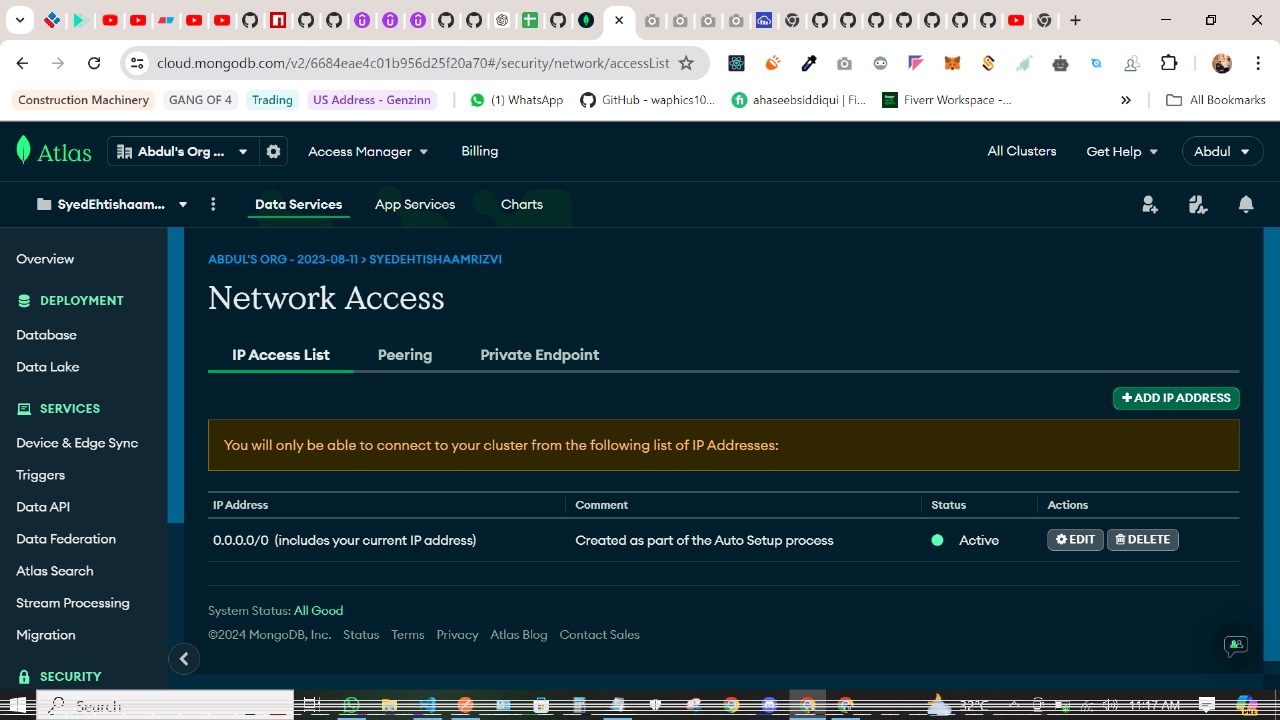 cloud.mongodb.com/v2/6684eae4c01b956d25f20a70#/security/network/accessList
Construction Machinery
GANG OF 4
Trading
US Address - Genzinn
(1) WhatsApp
GitHub - waphics10...
ahaseebsiddiqui | Fi...
Fiverr Workspace -...
All Bookmarks
Atlas
Abdul's Org ...
Access Manager
Billing
All Clusters
Get Help
Abdul
SyedEhtishaam...
Data Services
App Services
Charts
Overview
DEPLOYMENT
Database
Data Lake
SERVICES
Device & Edge Sync
Triggers
Data API
Data Federation
Atlas Search
Stream Processing
Migration
SECURITY
ABDUL'S ORG - 2023-08-11 > SYEDEHTISHAAMRIZVI
Network Access
IP Access List
Peering
Private Endpoint
+ ADD IP ADDRESS
You will only be able to connect to your cluster from the following list of IP Addresses:
IP Address Comment Status Actions
0.0.0.0/0 (includes your current IP address) Created as part of the Auto Setup process Active EDIT DELETE
System Status: All Good
©2024 MongoDB, Inc. Status Terms Privacy Atlas Blog Contact Sales
Search
32°C
11:17 AM